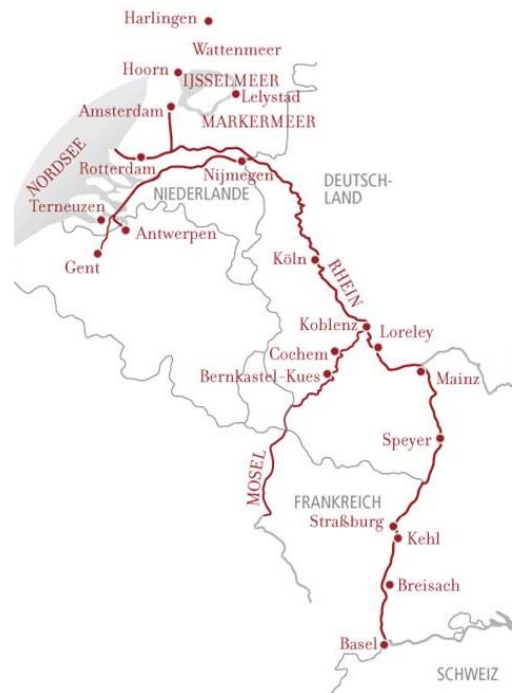 Harlingen
Wattenmeer
Hoorn
IJSSELMEER
Lelystad
Amsterdam
MARKERMEER
NORDSEE
Rotterdam
Nijmegen
NIEDERLANDE
DEUTSCH-
LAND
Terneuzen
Antwerpen
Gent
Köln
RHEIN
Koblenz
Loreley
Cochem
Bernkastel-Kues
Mainz
Speyer
MOSEL
FRANKREICH
Straßburg
Kehl
Breisach
Basel
SCHWEIZ